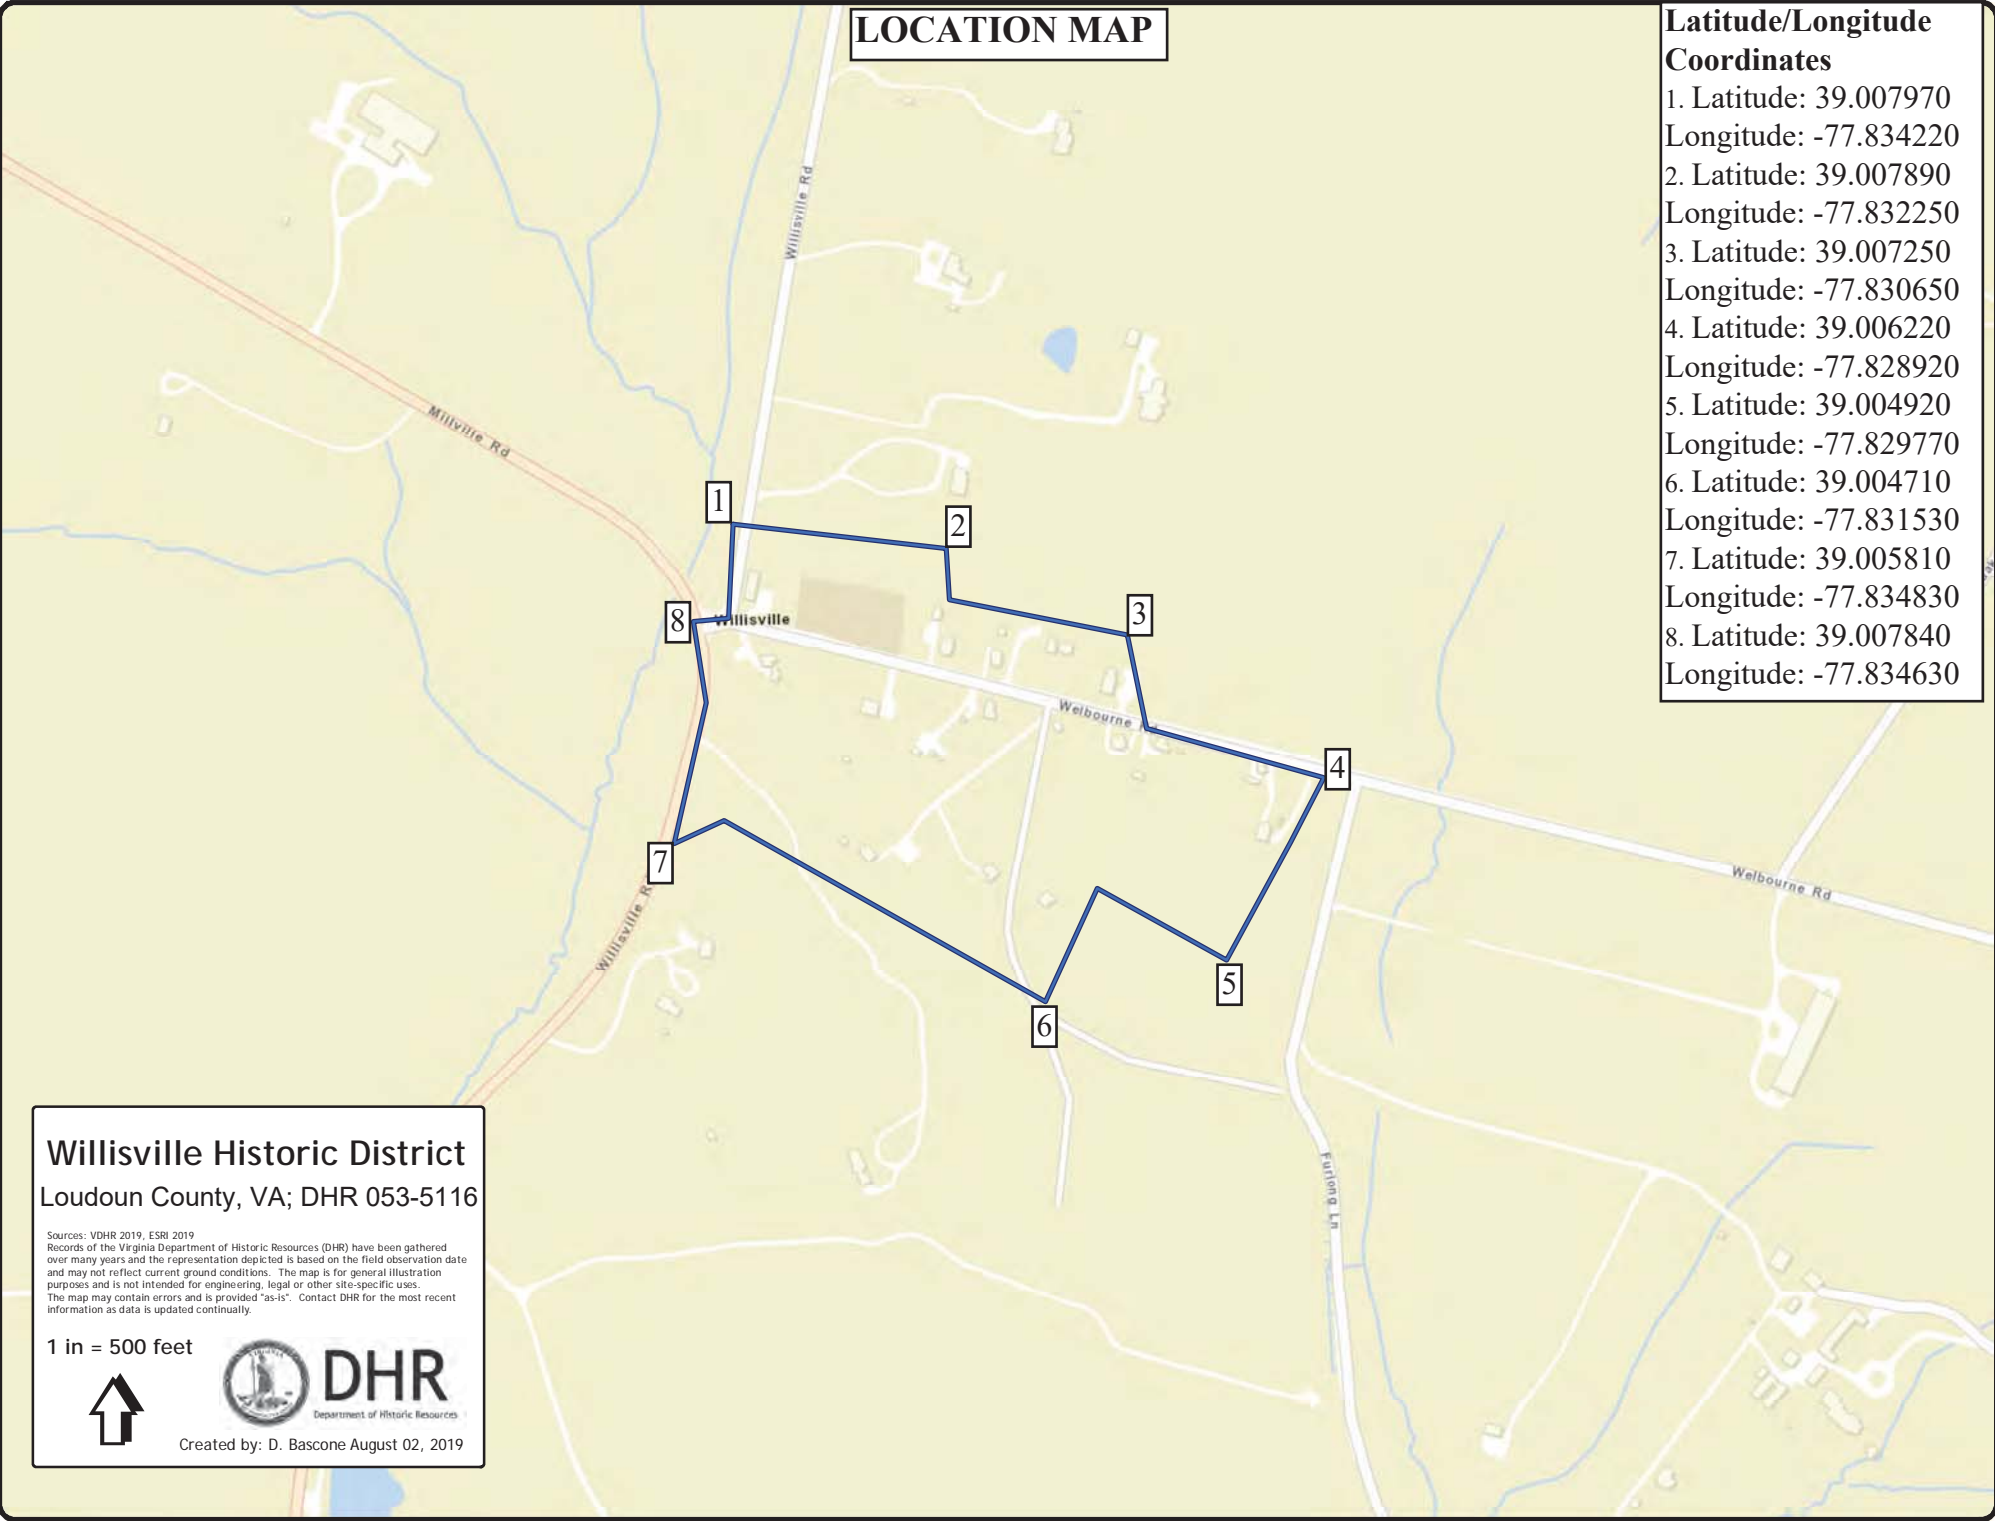 LOCATION MAP
Latitude/Longitude
Coordinates
1. Latitude: 39.007970
Longitude: -77.834220
2. Latitude: 39.007890
Longitude: -77.832250
3. Latitude: 39.007250
Longitude: -77.830650
4. Latitude: 39.006220
Longitude: -77.828920
5. Latitude: 39.004920
Longitude: -77.829770
6. Latitude: 39.004710
Longitude: -77.831530
7. Latitude: 39.005810
Longitude: -77.834830
8. Latitude: 39.007840
Longitude: -77.834630
Willisville Rd
Millville Rd
1
2
3
8
Willisville
Welbourne Rd
4
7
Willisville R
Welbourne Rd
5
6
Furlong Ln
Willisville Historic District
Loudoun County, VA; DHR 053-5116
Sources: VDHR 2019, ESRI 2019
Records of the Virginia Department of Historic Resources (DHR) have been gathered
over many years and the representation depicted is based on the field observation date
and may not reflect current ground conditions. The map is for general illustration
purposes and is not intended for engineering, legal or other site-specific uses.
The map may contain errors and is provided "as-is". Contact DHR for the most recent
information as data is updated continually.
1 in = 500 feet
DHR
Department of Historic Resources
Created by: D. Bascone August 02, 2019